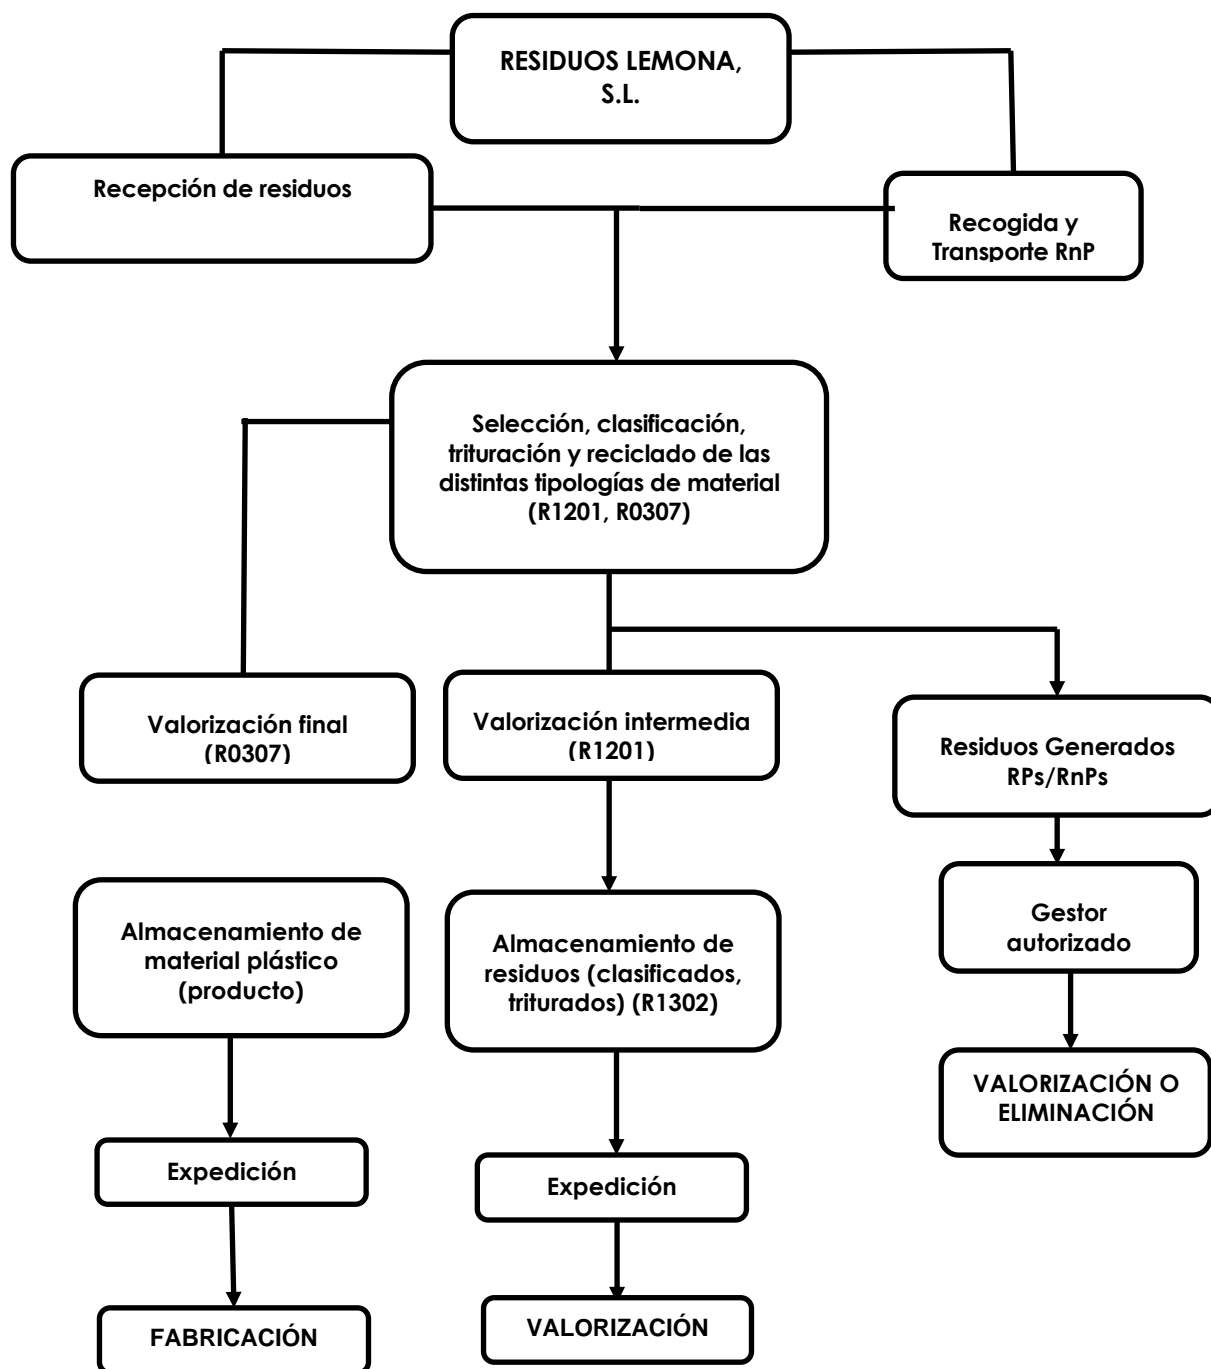 RESIDUOS LEMONA,
S.L.
Recepción de residuos
Recogida y
Transporte RnP
Selección, clasificación,
trituración y reciclado de las
distintas tipologías de material
(R1201, R0307)
Valorización final
(R0307)
Valorización intermedia
(R1201)
Residuos Generados
RPs/RnPs
Almacenamiento de
material plástico
(producto)
Almacenamiento de
residuos (clasificados,
triturados) (R1302)
Gestor
autorizado
VALORIZACIÓN O
ELIMINACIÓN
Expedición
Expedición
FABRICACIÓN
VALORIZACIÓN